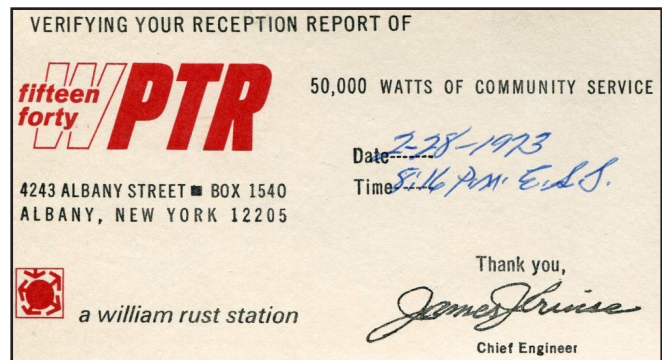 VERIFYING YOUR RECEPTION REPORT OF
fifteen forty WPTR
50,000 WATTS OF COMMUNITY SERVICE
Date 2-28-1973
Time 8:16 P.M. E.S.T.
4243 ALBANY STREET ■ BOX 1540
ALBANY, NEW YORK 12205
Thank you,
a william rust station
James J.
Chief Engineer